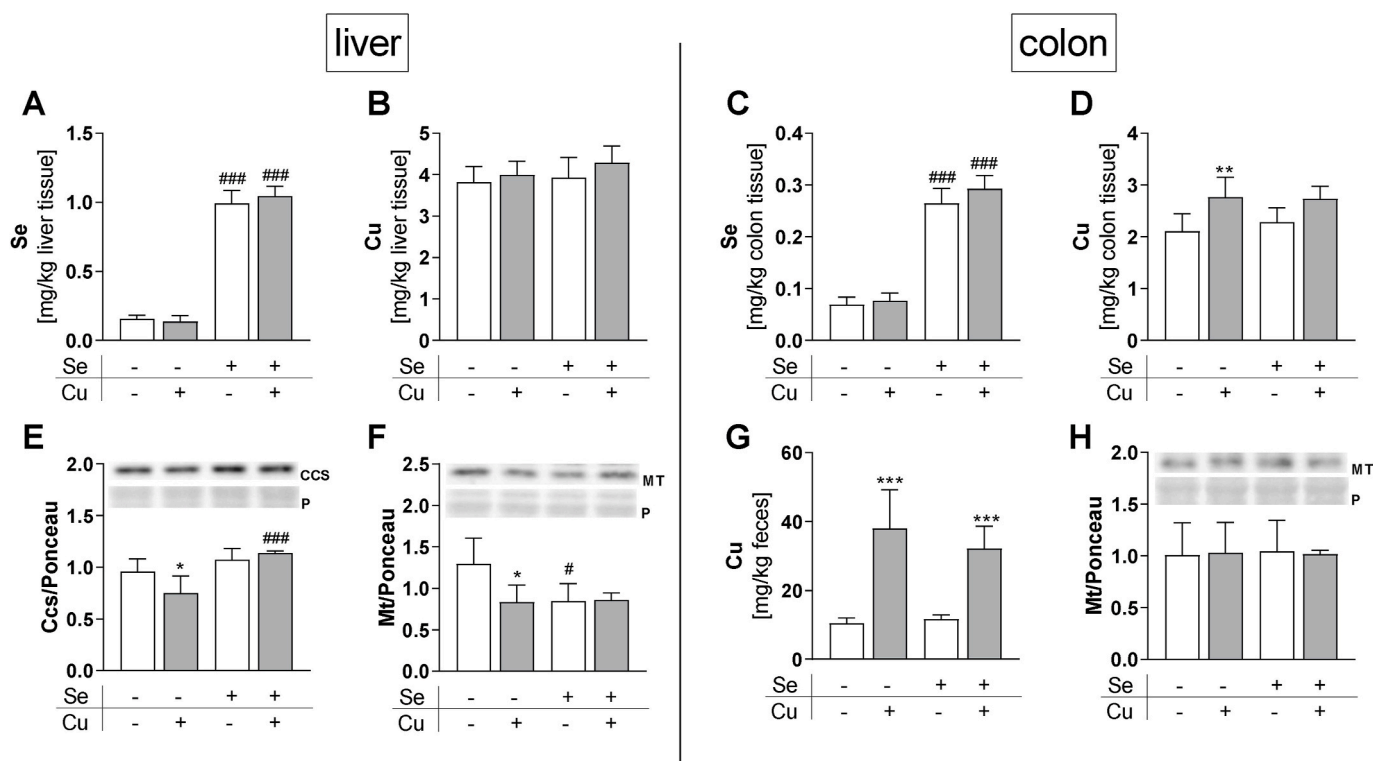 liver
colon
A
Se
[mg/kg liver tissue]
1.5
1.0
0.5
0.0
### ###
Se - - + +
Cu - + - +
B
Cu
[mg/kg liver tissue]
5
4
3
2
1
0
Se - - + +
Cu - + - +
C
Se
[mg/kg colon tissue]
0.4
0.3
0.2
0.1
0.0
### ###
Se - - + +
Cu - + - +
D
Cu
[mg/kg colon tissue]
4
3
2
1
0
**
Se - - + +
Cu - + - +
E
Ccs/Ponceau
2.0
1.5
1.0
0.5
0.0
CCS
P
* ###
Se - - + +
Cu - + - +
F
Mt/Ponceau
2.5
2.0
1.5
1.0
0.5
0.0
MT
P
* #
Se - - + +
Cu - + - +
G
Cu
[mg/kg feces]
60
40
20
0
*** ***
Se - - + +
Cu - + - +
H
Mt/Ponceau
2.0
1.5
1.0
0.5
0.0
MT
P
Se - - + +
Cu - + - +